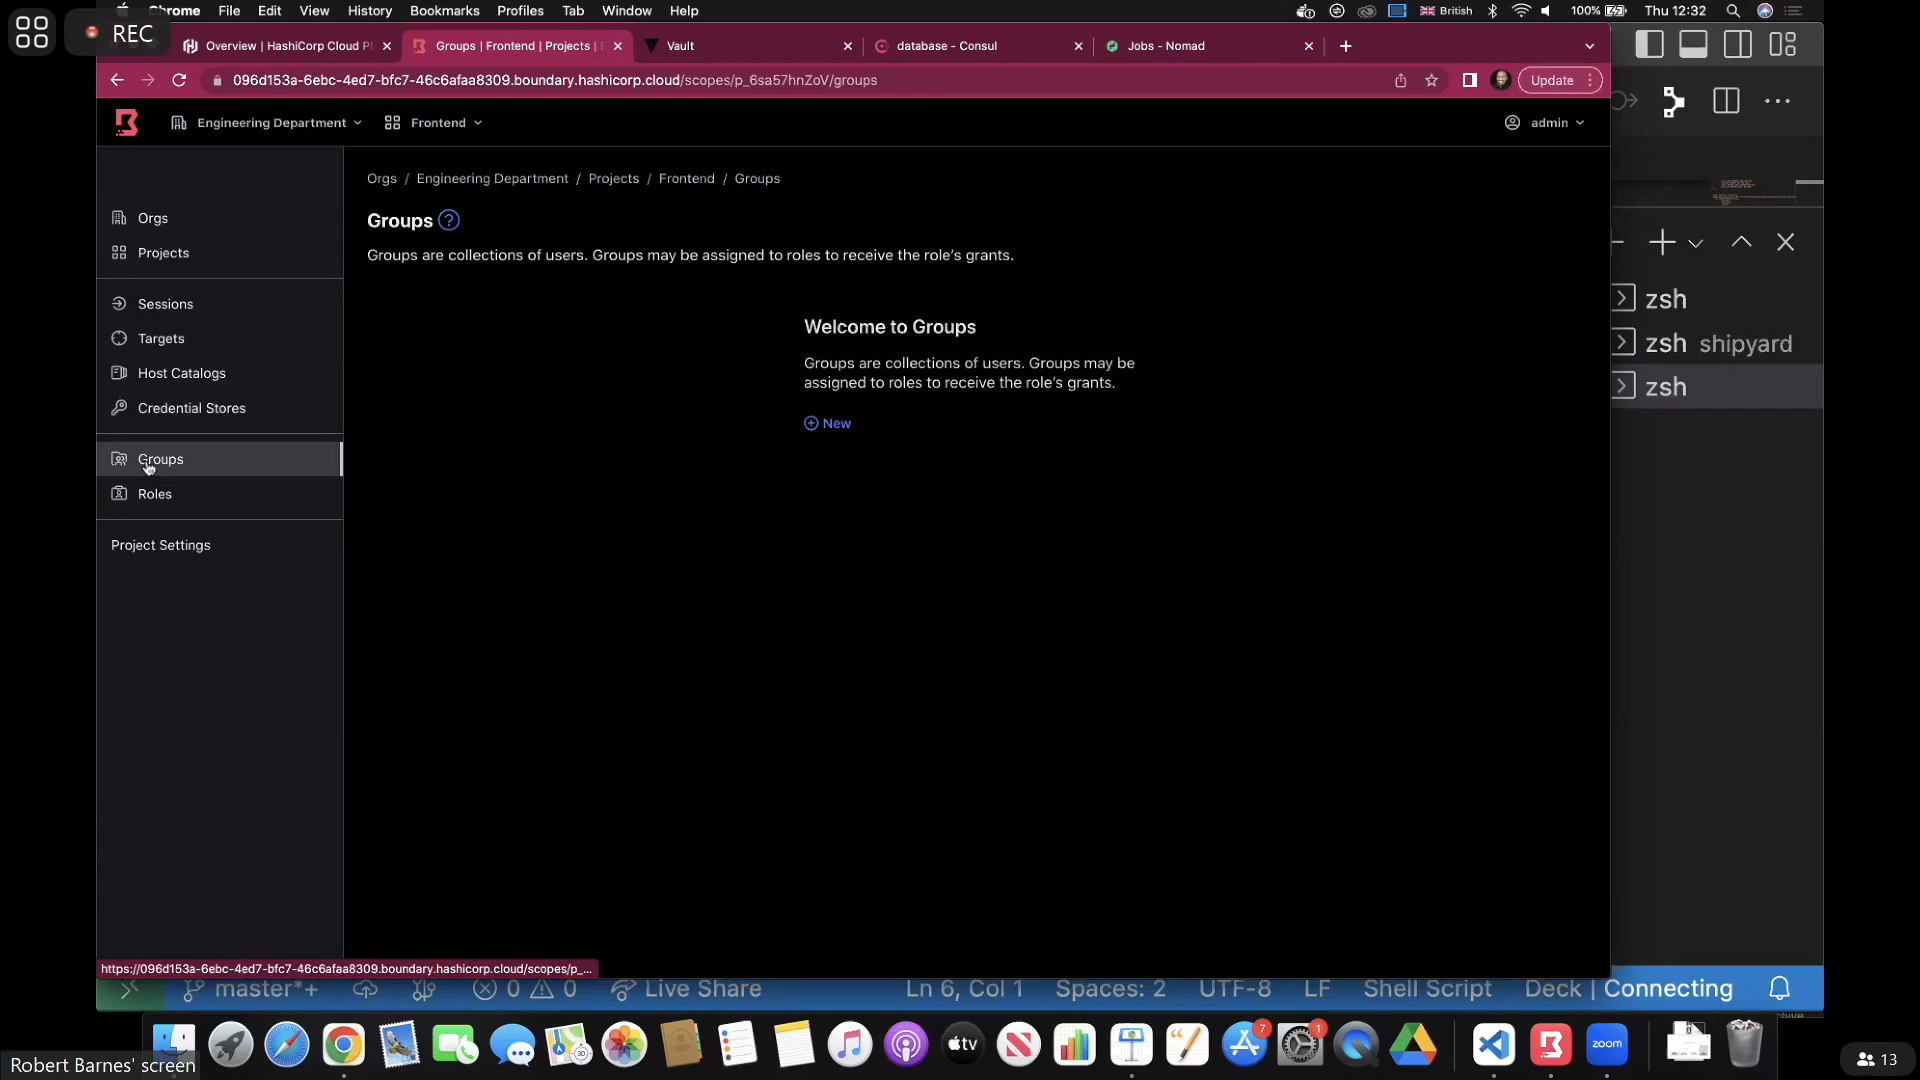 Chrome File Edit View History Bookmarks Profiles Tab Window Help
British 100% Thu 12:32
REC
Overview | HashiCorp Cloud P
Groups | Frontend | Projects |
Vault
database - Consul
Jobs - Nomad
096d153a-6ebc-4ed7-bfc7-46c6afaa8309.boundary.hashicorp.cloud/scopes/p_6sa57hnZoV/groups
Update
Engineering Department
Frontend
admin
Orgs
Projects
Sessions
Targets
Host Catalogs
Credential Stores
Groups
Roles
Project Settings
Orgs / Engineering Department / Projects / Frontend / Groups
Groups ?
Groups are collections of users. Groups may be assigned to roles to receive the role's grants.
Welcome to Groups
Groups are collections of users. Groups may be
assigned to roles to receive the role's grants.
New
zsh
zsh shipyard
zsh
https://096d153a-6ebc-4ed7-bfc7-46c6afaa8309.boundary.hashicorp.cloud/scopes/p_...
master*+ 0 0 Live Share Ln 6, Col 1 Spaces: 2 UTF-8 LF Shell Script Deck | Connecting
3D
tv
7
1
zoom
Robert Barnes' screen
13